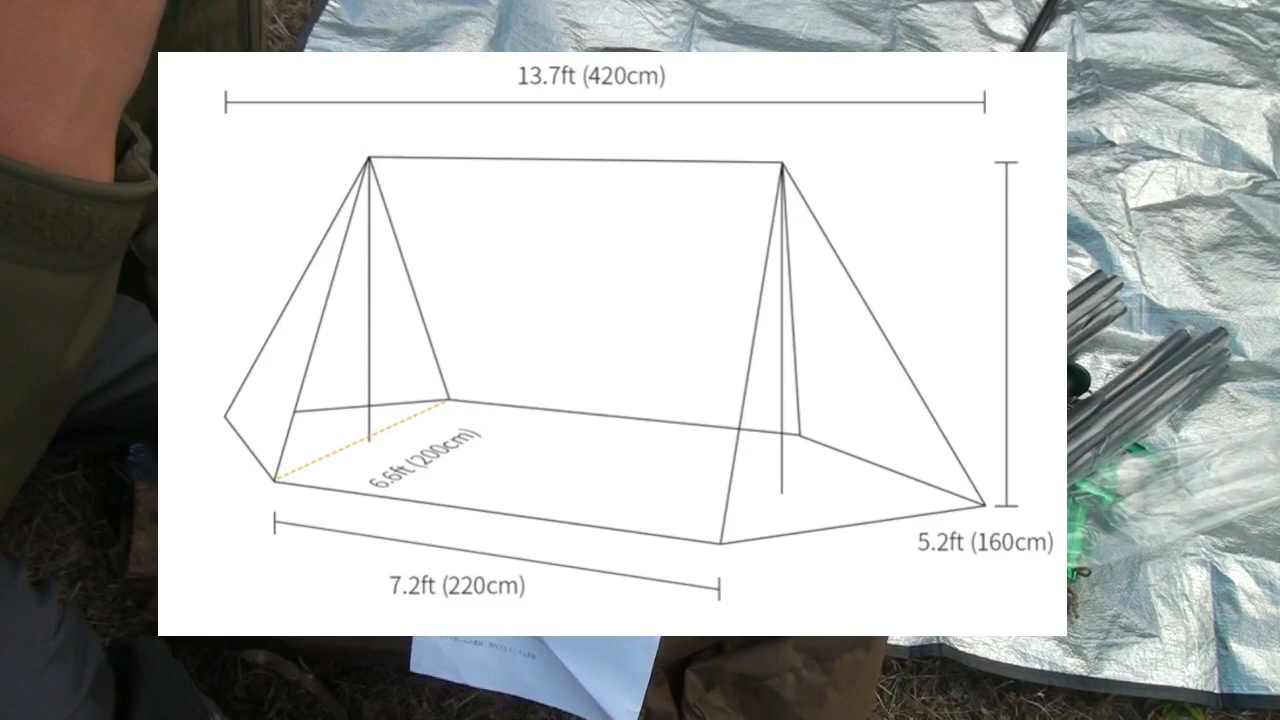 13.7ft (420cm)
6.6ft (200cm)
5.2ft (160cm)
7.2ft (220cm)